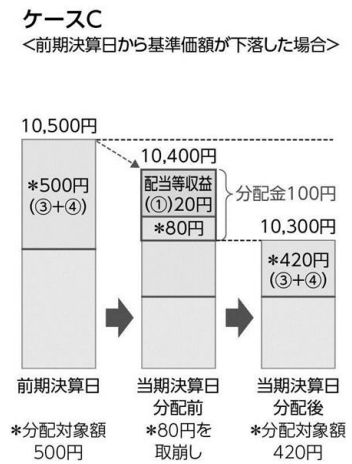 ケースC
<前期決算日から基準価額が下落した場合>
10,500円
*500円
(③+④)
10,400円
配当等収益
(①)20円
*80円
分配金100円
10,300円
*420円
(③+④)
前期決算日
*分配対象額
500円
当期決算日
分配前
*80円を
取崩し
当期決算日
分配後
*分配対象額
420円